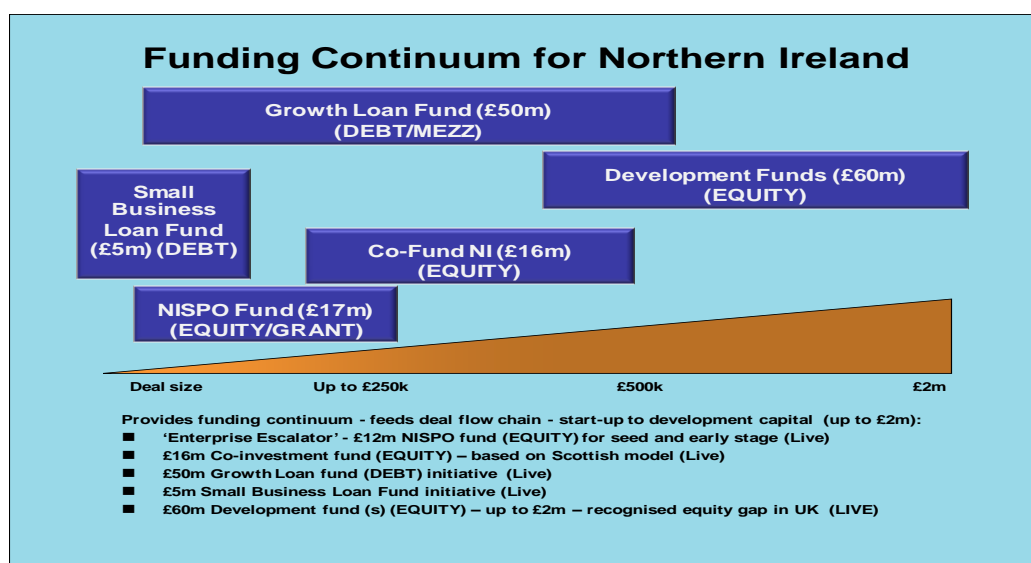 Funding Continuum for Northern Ireland
Growth Loan Fund (£50m)
(DEBT/MEZZ)
Development Funds (£60m)
(EQUITY)
Small
Business
Loan Fund
(£5m) (DEBT)
Co-Fund NI (£16m)
(EQUITY)
NISPO Fund (£17m)
(EQUITY/GRANT)
Deal size Up to £250k £500k £2m
Provides funding continuum - feeds deal flow chain - start-up to development capital (up to £2m):
■ ‘Enterprise Escalator’ - £12m NISPO fund (EQUITY) for seed and early stage (Live)
■ £16m Co-investment fund (EQUITY) – based on Scottish model (Live)
■ £50m Growth Loan fund (DEBT) initiative (Live)
■ £5m Small Business Loan Fund initiative (Live)
■ £60m Development fund (s) (EQUITY) – up to £2m – recognised equity gap in UK (LIVE)